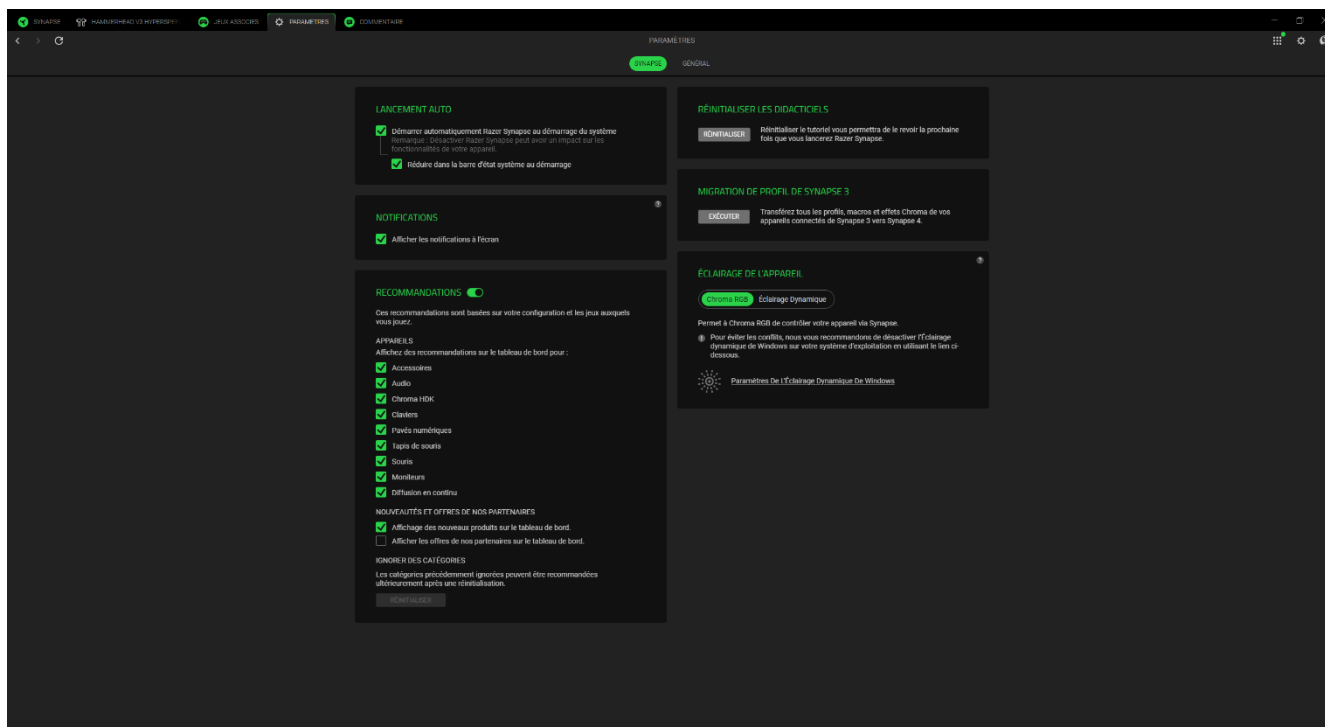 SYNAPSE
HAMMERHEAD V3 HYPERSPE
JEUX ASSOCIÉS
PARAMÈTRES
COMMENTAIRE
PARAMÈTRES
SYNAPSE
GÉNÉRAL
LANCEMENT AUTO
Démarrer automatiquement Razer Synapse au démarrage du système
Remarque : Désactiver Razer Synapse peut avoir un impact sur les
fonctionnalités de votre appareil.
Réduire dans la barre d'état système au démarrage
NOTIFICATIONS
Afficher les notifications à l'écran
RECOMMANDATIONS
Ces recommandations sont basées sur votre configuration et les jeux auxquels
vous jouez.
APPAREILS
Affichez des recommandations sur le tableau de bord pour :
Accessoires
Audio
Chroma HDK
Claviers
Pavés numériques
Tapis de souris
Souris
Moniteurs
Diffusion en continu
NOUVEAUTÉS ET OFFRES DE NOS PARTENAIRES
Affichage des nouveaux produits sur le tableau de bord.
Afficher les offres de nos partenaires sur le tableau de bord.
IGNORER DES CATÉGORIES
Les catégories précédemment ignorées peuvent être recommandées
ultérieurement après une réinitialisation.
RÉINITIALISER
RÉINITIALISER LES DIDACTICIELS
RÉINITIALISER
Réinitialiser le tutoriel vous permettra de le revoir la prochaine
fois que vous lancerez Razer Synapse.
MIGRATION DE PROFIL DE SYNAPSE 3
EXÉCUTER
Transférez tous les profils, macros et effets Chroma de vos
appareils connectés de Synapse 3 vers Synapse 4.
ÉCLAIRAGE DE L'APPAREIL
Chroma RGB
Éclairage Dynamique
Permet à Chroma RGB de contrôler votre appareil via Synapse.
Pour éviter les conflits, nous vous recommandons de désactiver l'Éclairage
dynamique de Windows sur votre système d'exploitation en utilisant le lien ci-
dessous.
Paramètres De L'Éclairage Dynamique De Windows